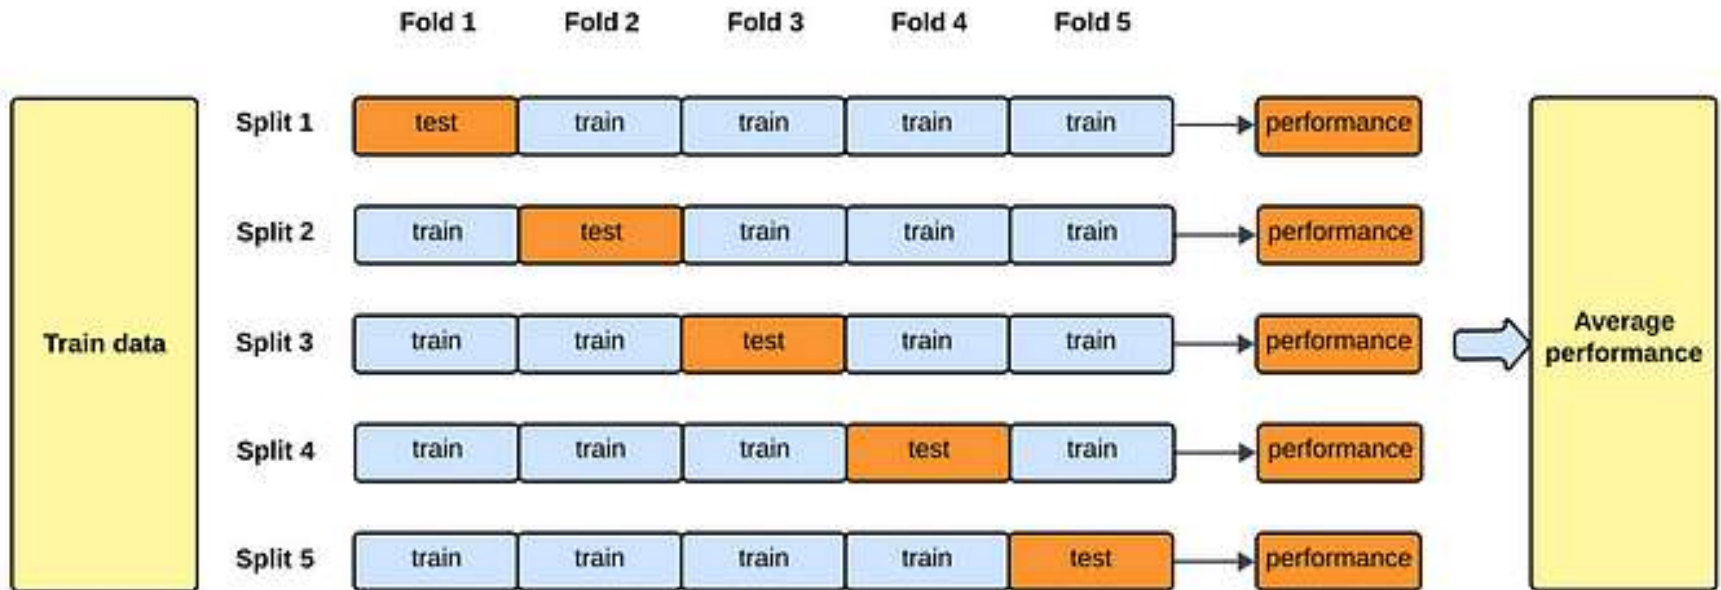 Fold 1 Fold 2 Fold 3 Fold 4 Fold 5
Split 1 test train train train train performance
Split 2 train test train train train performance
Train data
Split 3 train train test train train performance
Average
performance
Split 4 train train train test train performance
Split 5 train train train train test performance